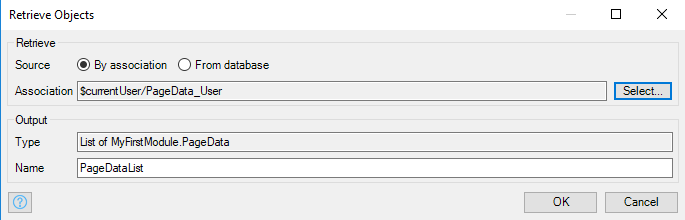 Retrieve Objects
Retrieve
Source By association From database
Association $currentUser/PageData_User Select...
Output
Type List of MyFirstModule.PageData
Name PageDataList
? OK Cancel